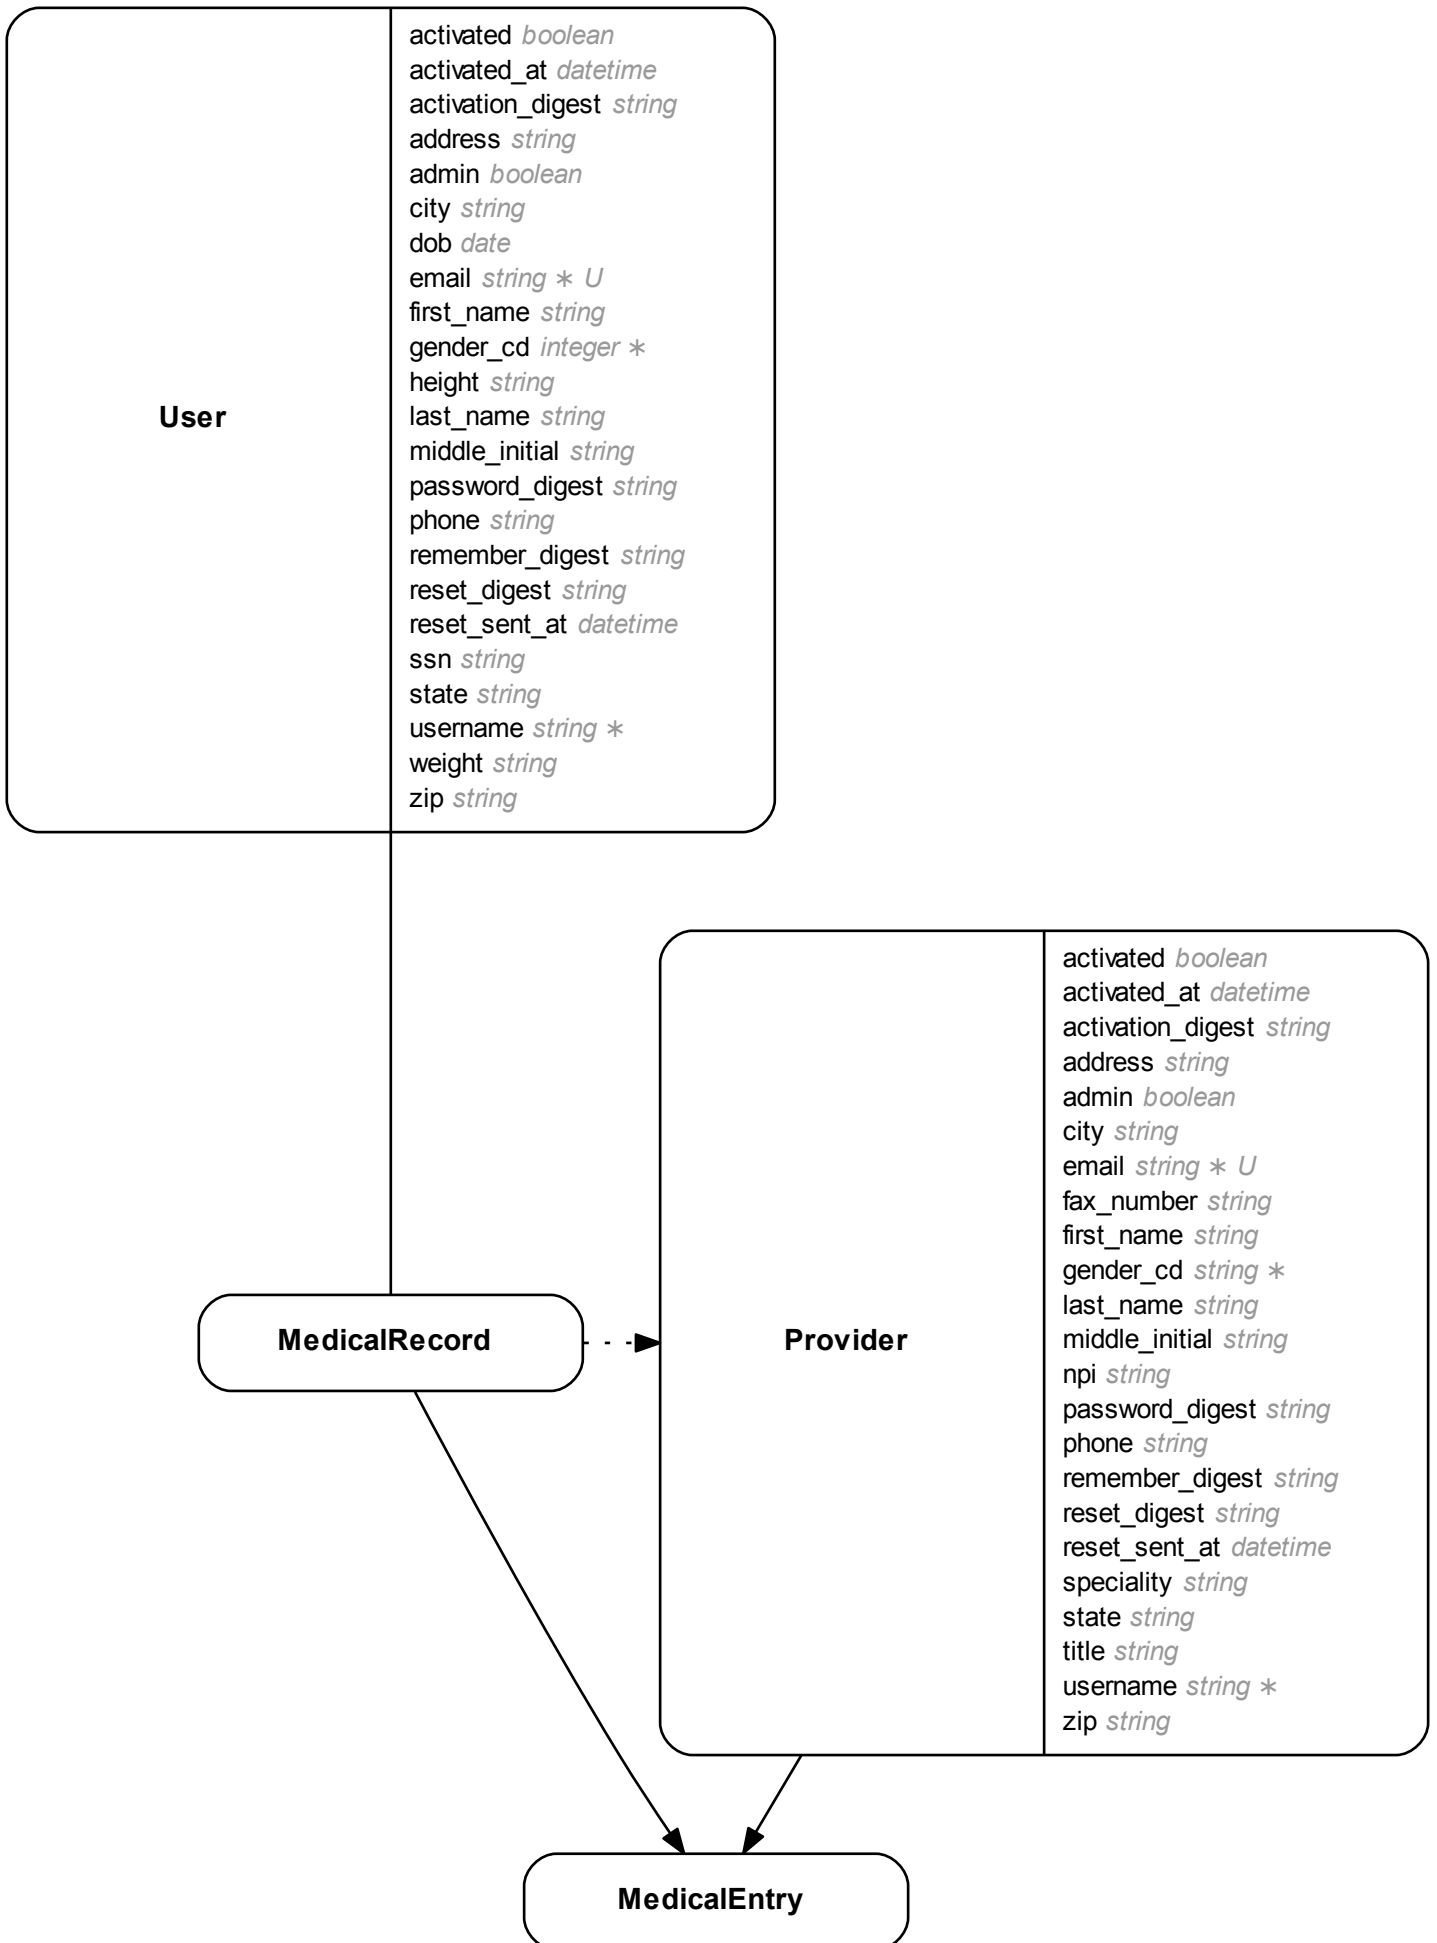 User
activated boolean
activated_at datetime
activation_digest string
address string
admin boolean
city string
dob date
email string ∗ U
first_name string
gender_cd integer ∗
height string
last_name string
middle_initial string
password_digest string
phone string
remember_digest string
reset_digest string
reset_sent_at datetime
ssn string
state string
username string ∗
weight string
zip string
MedicalRecord
Provider
activated boolean
activated_at datetime
activation_digest string
address string
admin boolean
city string
email string ∗ U
fax_number string
first_name string
gender_cd string ∗
last_name string
middle_initial string
npi string
password_digest string
phone string
remember_digest string
reset_digest string
reset_sent_at datetime
speciality string
state string
title string
username string ∗
zip string
MedicalEntry